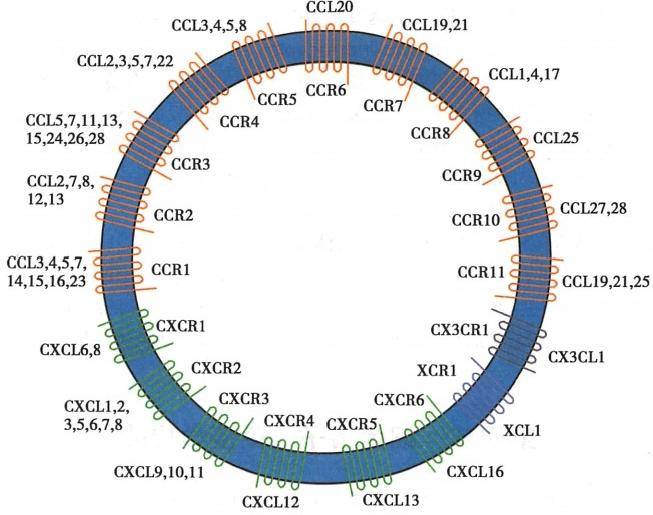 CCL20
CCL3,4,5,8
CCL19,21
CCL2,3,5,7,22
CCL1,4,17
CCR5
CCR6
CCR7
CCR4
CCR8
CCL5,7,11,13,
15,24,26,28
CCL25
CCR3
CCR9
CCL2,7,8,
12,13
CCL27,28
CCR2
CCR10
CCL3,4,5,7,
14,15,16,23
CCR1
CCR11
CCL19,21,25
CXCR1
CX3CR1
CXCL6,8
CX3CL1
CXCR2
XCR1
CXCL1,2,
3,5,6,7,8
CXCR3
CXCR6
CXCR4
CXCR5
XCL1
CXCL9,10,11
CXCL16
CXCL12
CXCL13